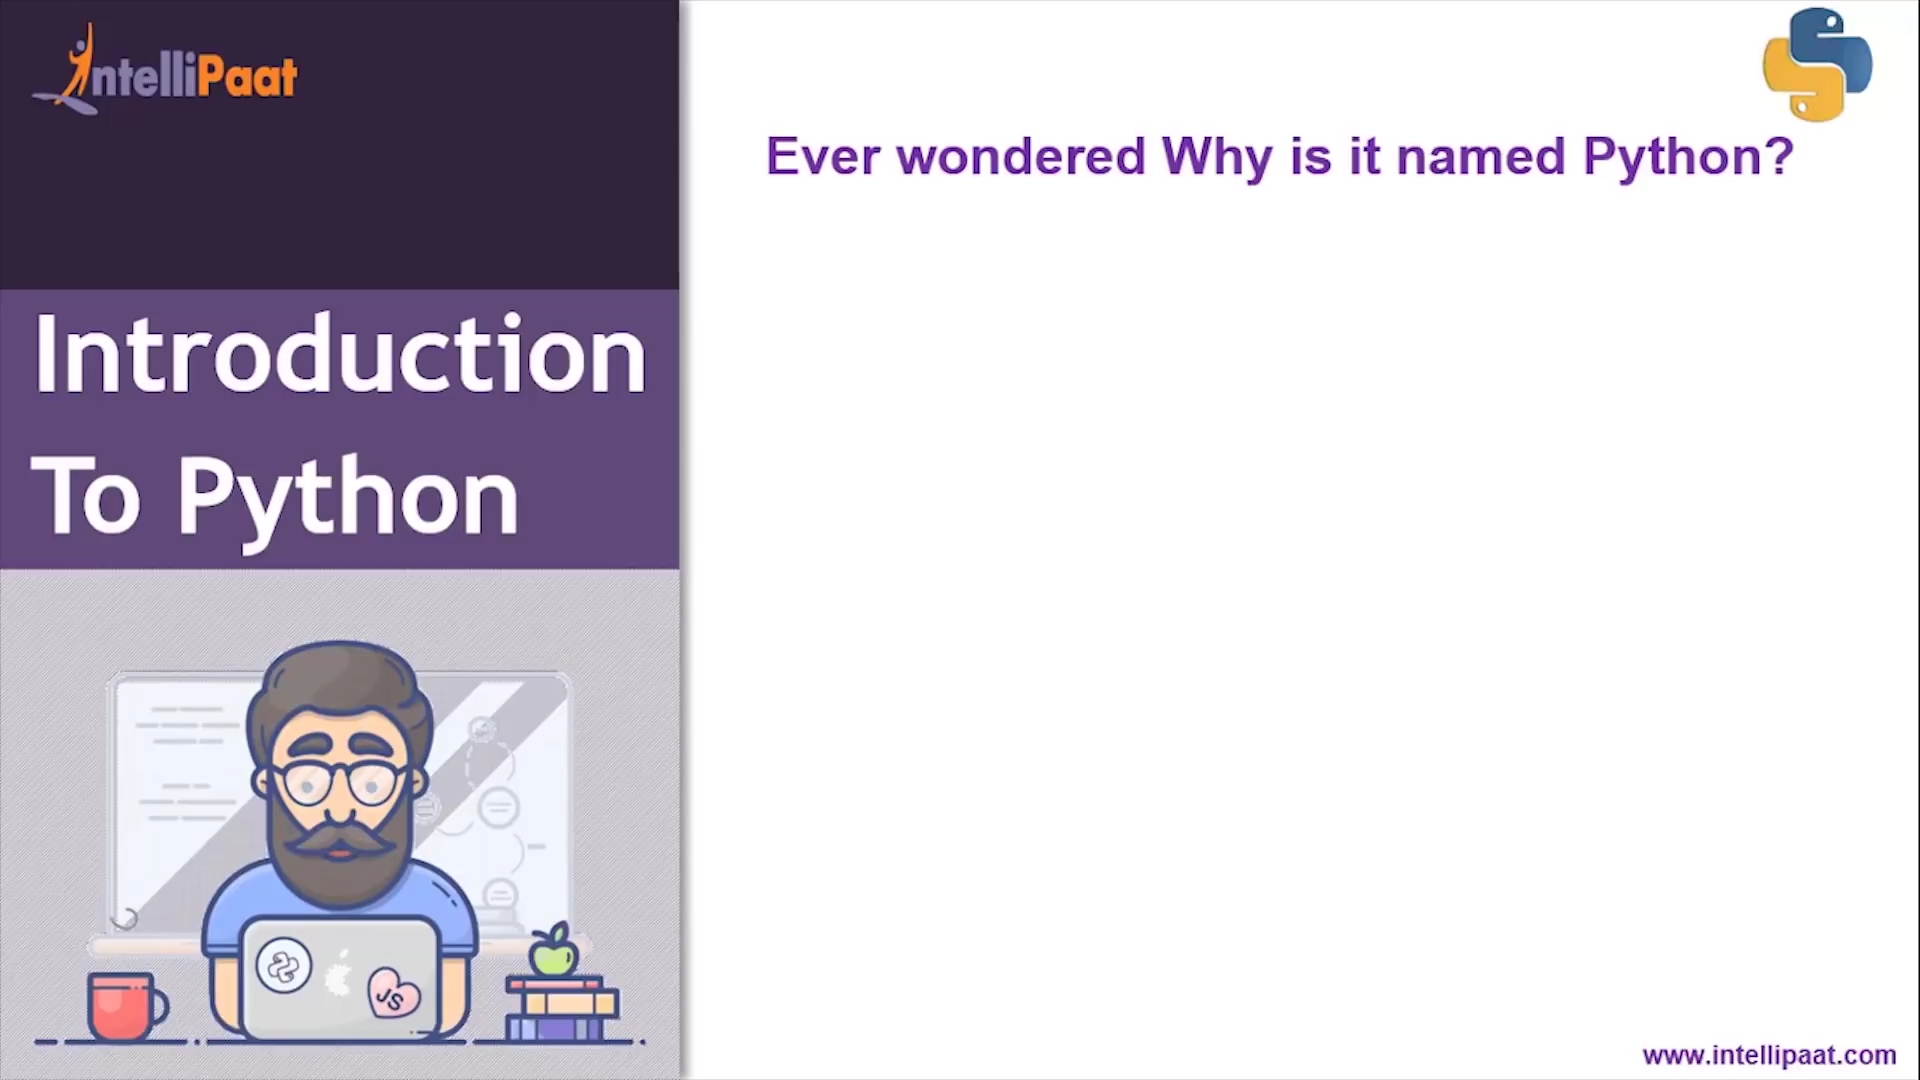 IntelliPaat
Introduction
To Python
JS
Ever wondered Why is it named Python?
www.intellipaat.com